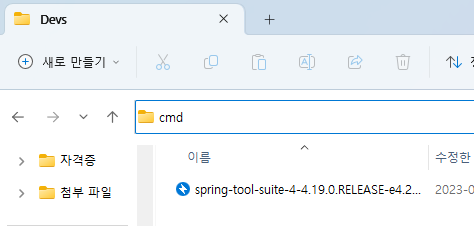 Devs
새로 만들기
cmd
자격증
첨부 파일
이름
수정한
spring-tool-suite-4-4.19.0.RELEASE-e4.2...
2023-0